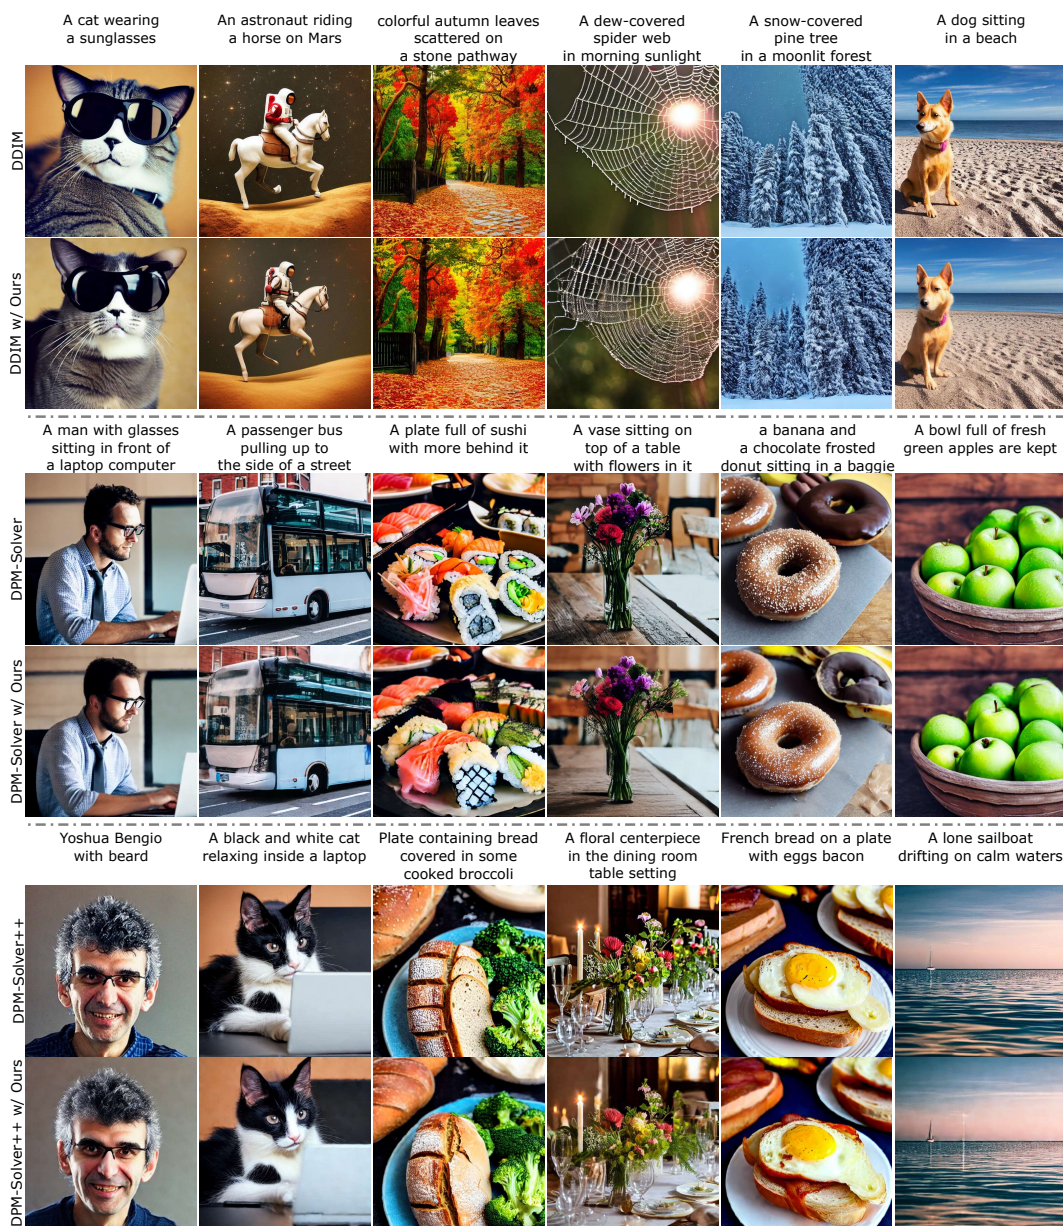 A cat wearing
a sunglasses
An astronaut riding
a horse on Mars
colorful autumn leaves
scattered on
a stone pathway
A dew-covered
spider web
in morning sunlight
A snow-covered
pine tree
in a moonlit forest
A dog sitting
in a beach
DDIM
DDIM w/ Ours
A man with glasses
sitting in front of
a laptop computer
A passenger bus
pulling up to
the side of a street
A plate full of sushi
with more behind it
A vase sitting on
top of a table
with flowers in it
a banana and
a chocolate frosted
donut sitting in a baggie
A bowl full of fresh
green apples are kept
DPM-Solver
DPM-Solver w/ Ours
Yoshua Bengio
with beard
A black and white cat
relaxing inside a laptop
Plate containing bread
covered in some
cooked broccoli
A floral centerpiece
in the dining room
table setting
French bread on a plate
with eggs bacon
A lone sailboat
drifting on calm waters
DPM-Solver++
DPM-Solver++ w/ Ours